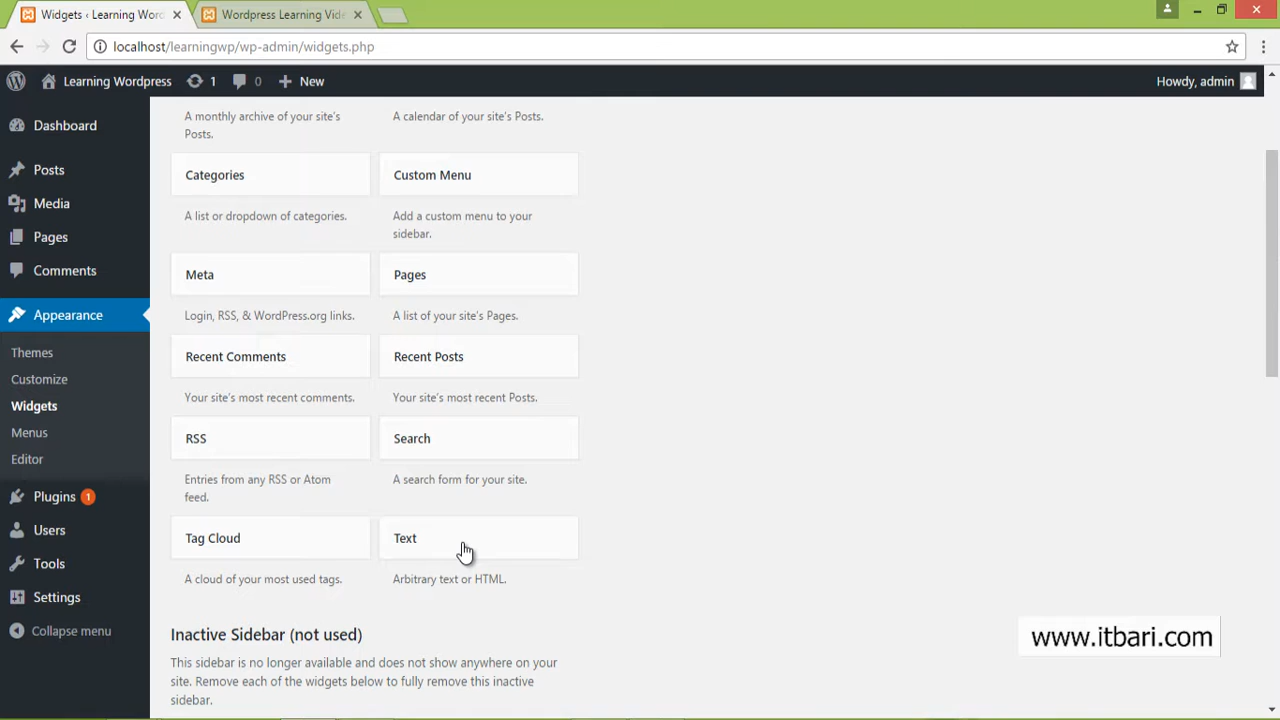 Widgets ‹ Learning Word
Wordpress Learning Vide
localhost/learningwp/wp-admin/widgets.php
Learning Wordpress
1
0
New
Howdy, admin
Dashboard
Posts
Media
Pages
Comments
Appearance
Themes
Customize
Widgets
Menus
Editor
Plugins 1
Users
Tools
Settings
Collapse menu
A monthly archive of your site's
Posts.
A calendar of your site's Posts.
Categories
A list or dropdown of categories.
Custom Menu
Add a custom menu to your
sidebar.
Meta
Login, RSS, & WordPress.org links.
Pages
A list of your site's Pages.
Recent Comments
Your site's most recent comments.
Recent Posts
Your site's most recent Posts.
RSS
Entries from any RSS or Atom
feed.
Search
A search form for your site.
Tag Cloud
A cloud of your most used tags.
Text
Arbitrary text or HTML.
Inactive Sidebar (not used)
This sidebar is no longer available and does not show anywhere on your
site. Remove each of the widgets below to fully remove this inactive
sidebar.
www.itbari.com